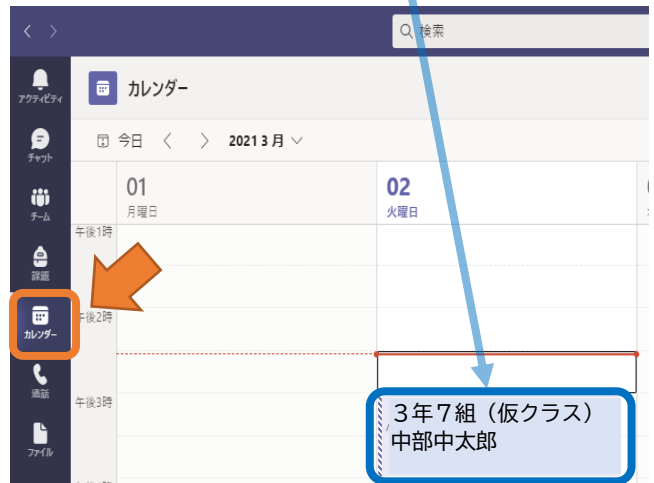 検索
アクティビティ
カレンダー
今日 2021 3 月
チャット
01
02
月曜日
火曜日
チーム
午後1時
課題
午後2時
カレンダー
通話
午後3時
3年7組（仮クラス）
中部中太郎
ファイル